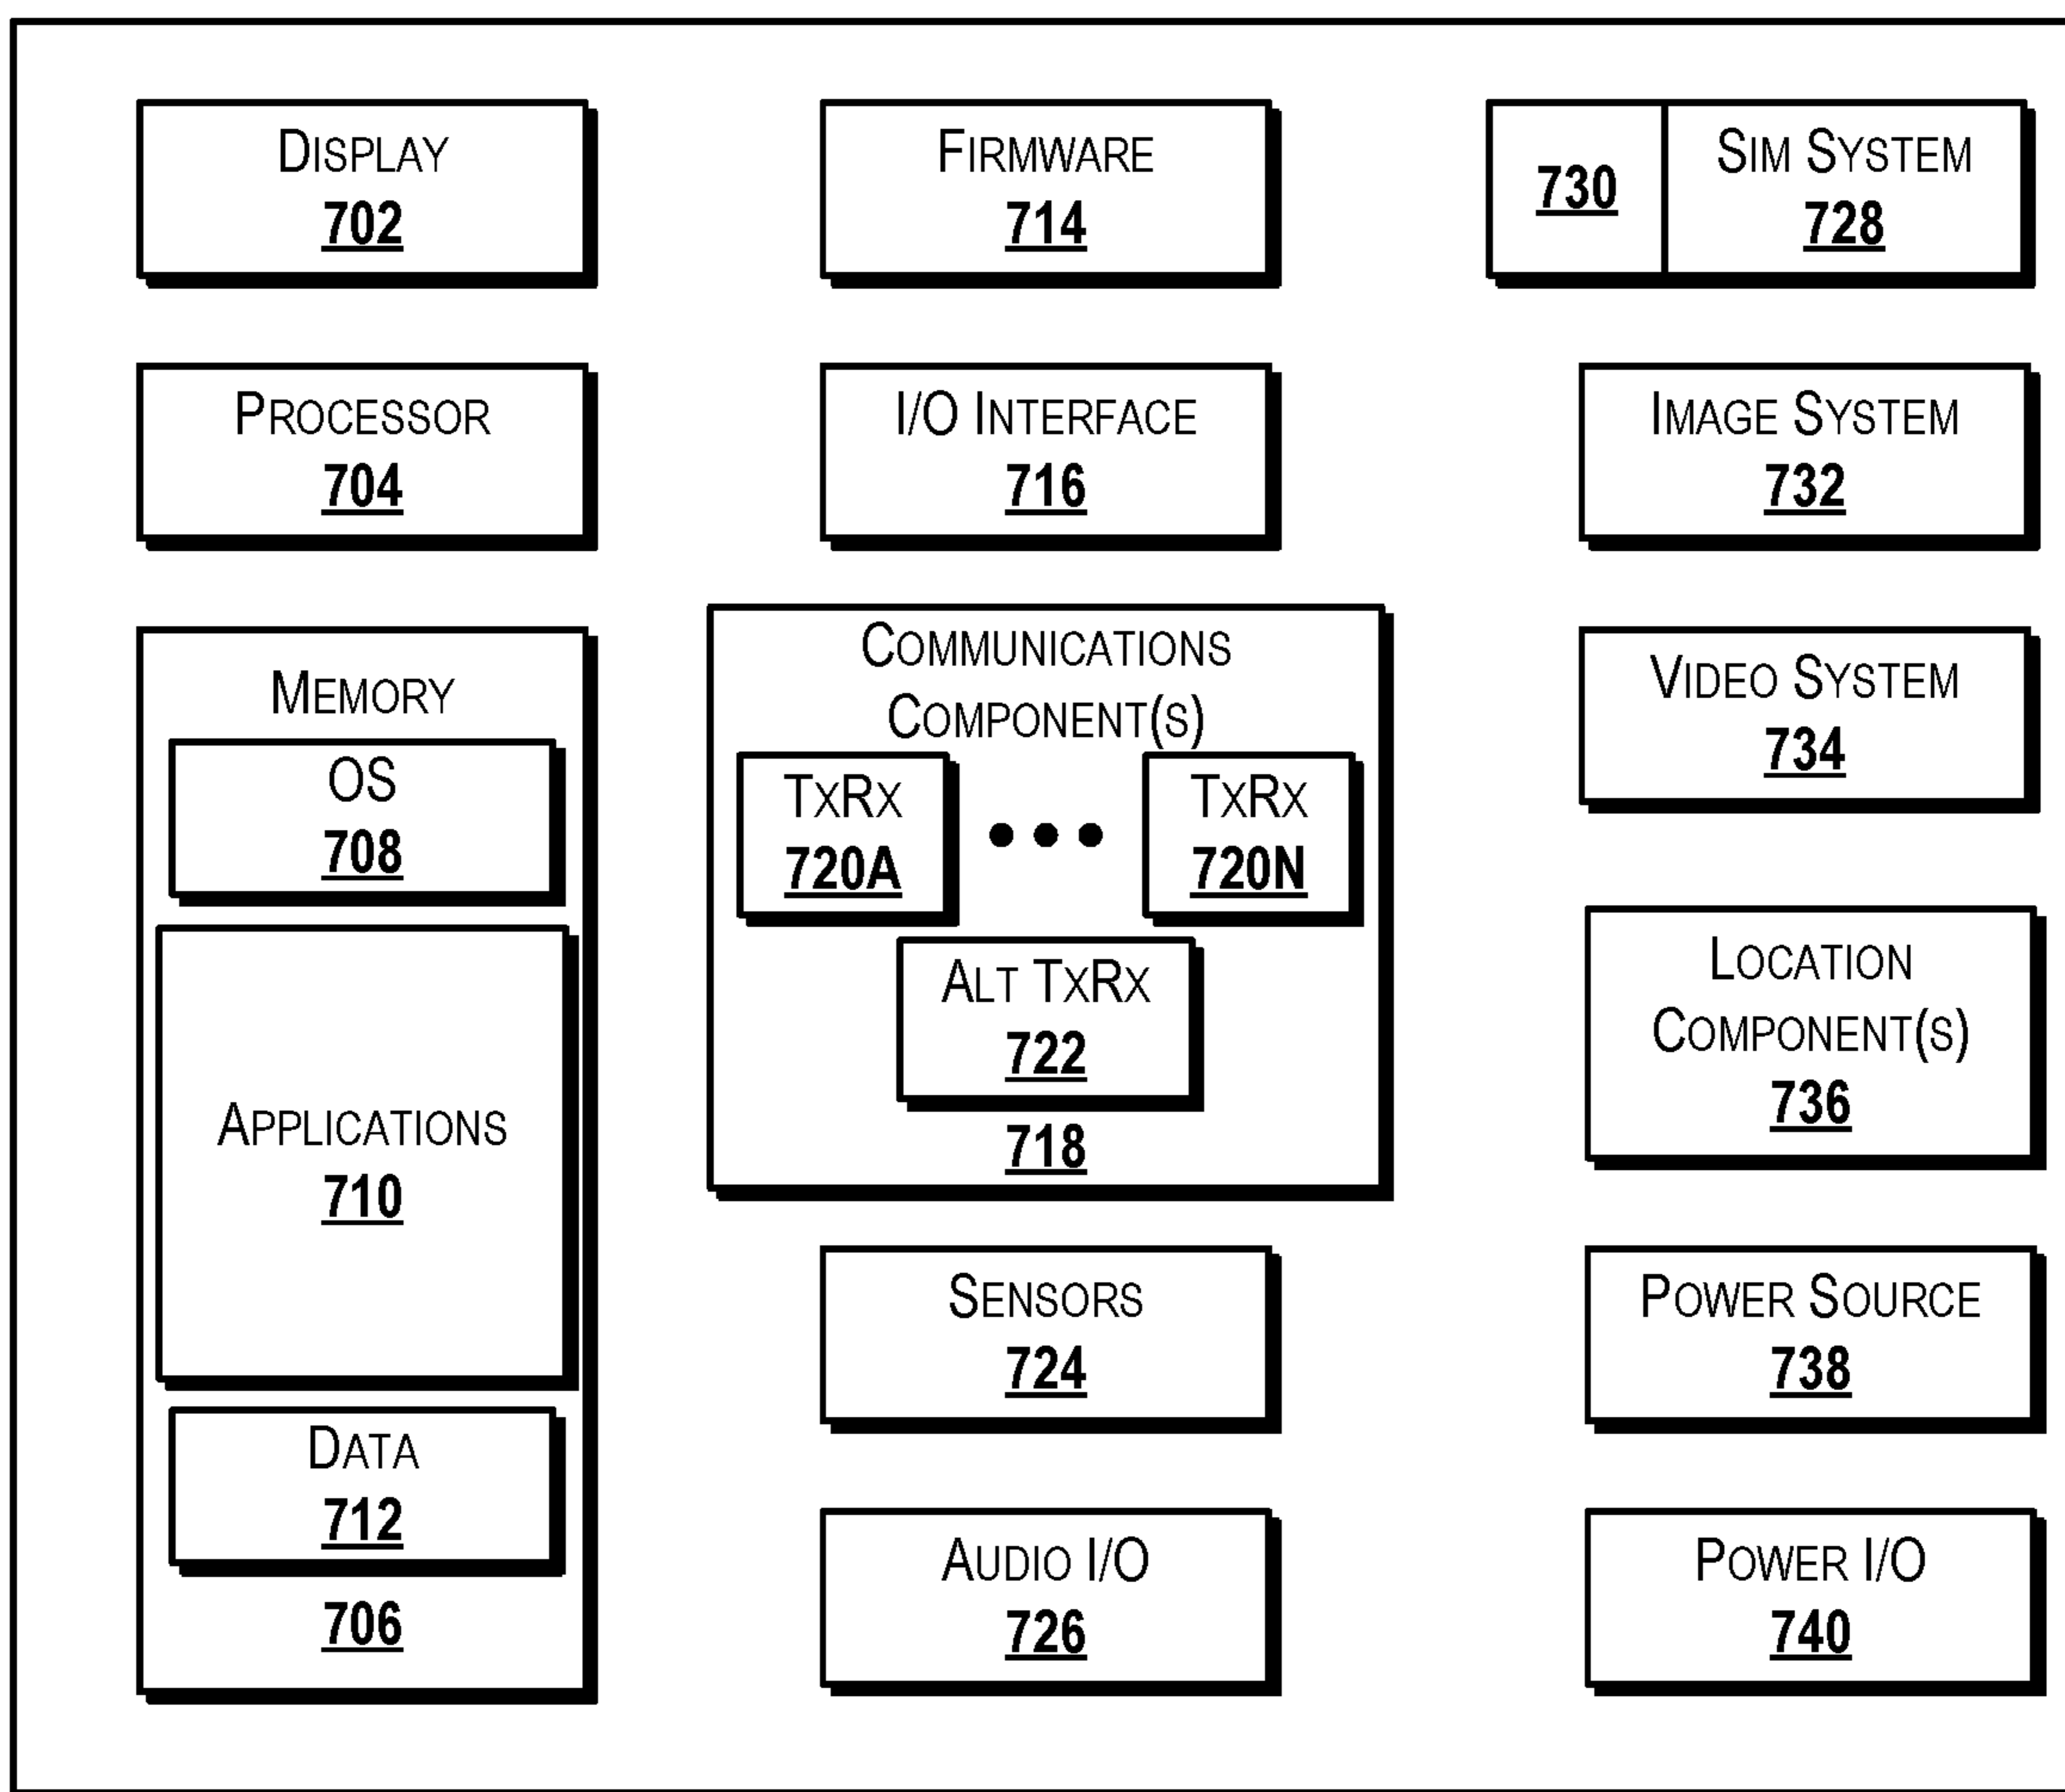 Display
702
Processor
704
Memory
OS
708
Applications
710
Data
712
706
Firmware
714
I/O Interface
716
Communications
Component(s)
TxRx
720A
TxRx
720N
Alt TxRx
722
718
Sensors
724
Audio I/O
726
730
Sim System
728
Image System
732
Video System
734
Location
Component(s)
736
Power Source
738
Power I/O
740